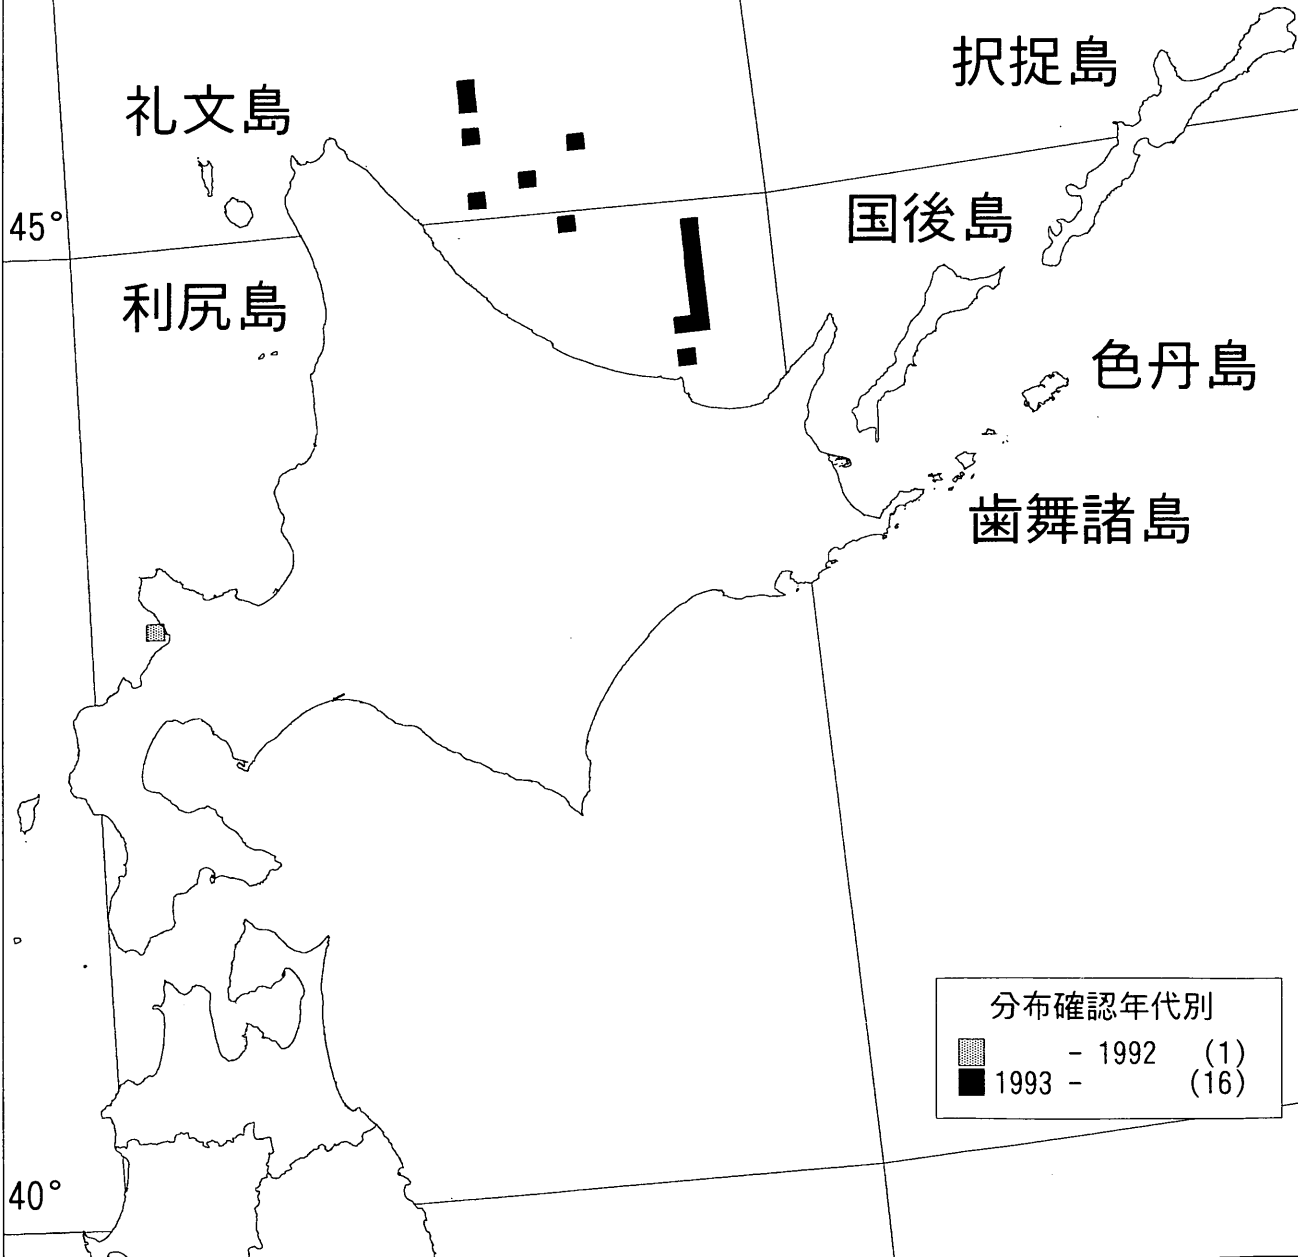 択捉島
礼文島
国後島
45°
利尻島
色丹島
歯舞諸島
分布確認年代別
- 1992 (1)
1993 - (16)
40°